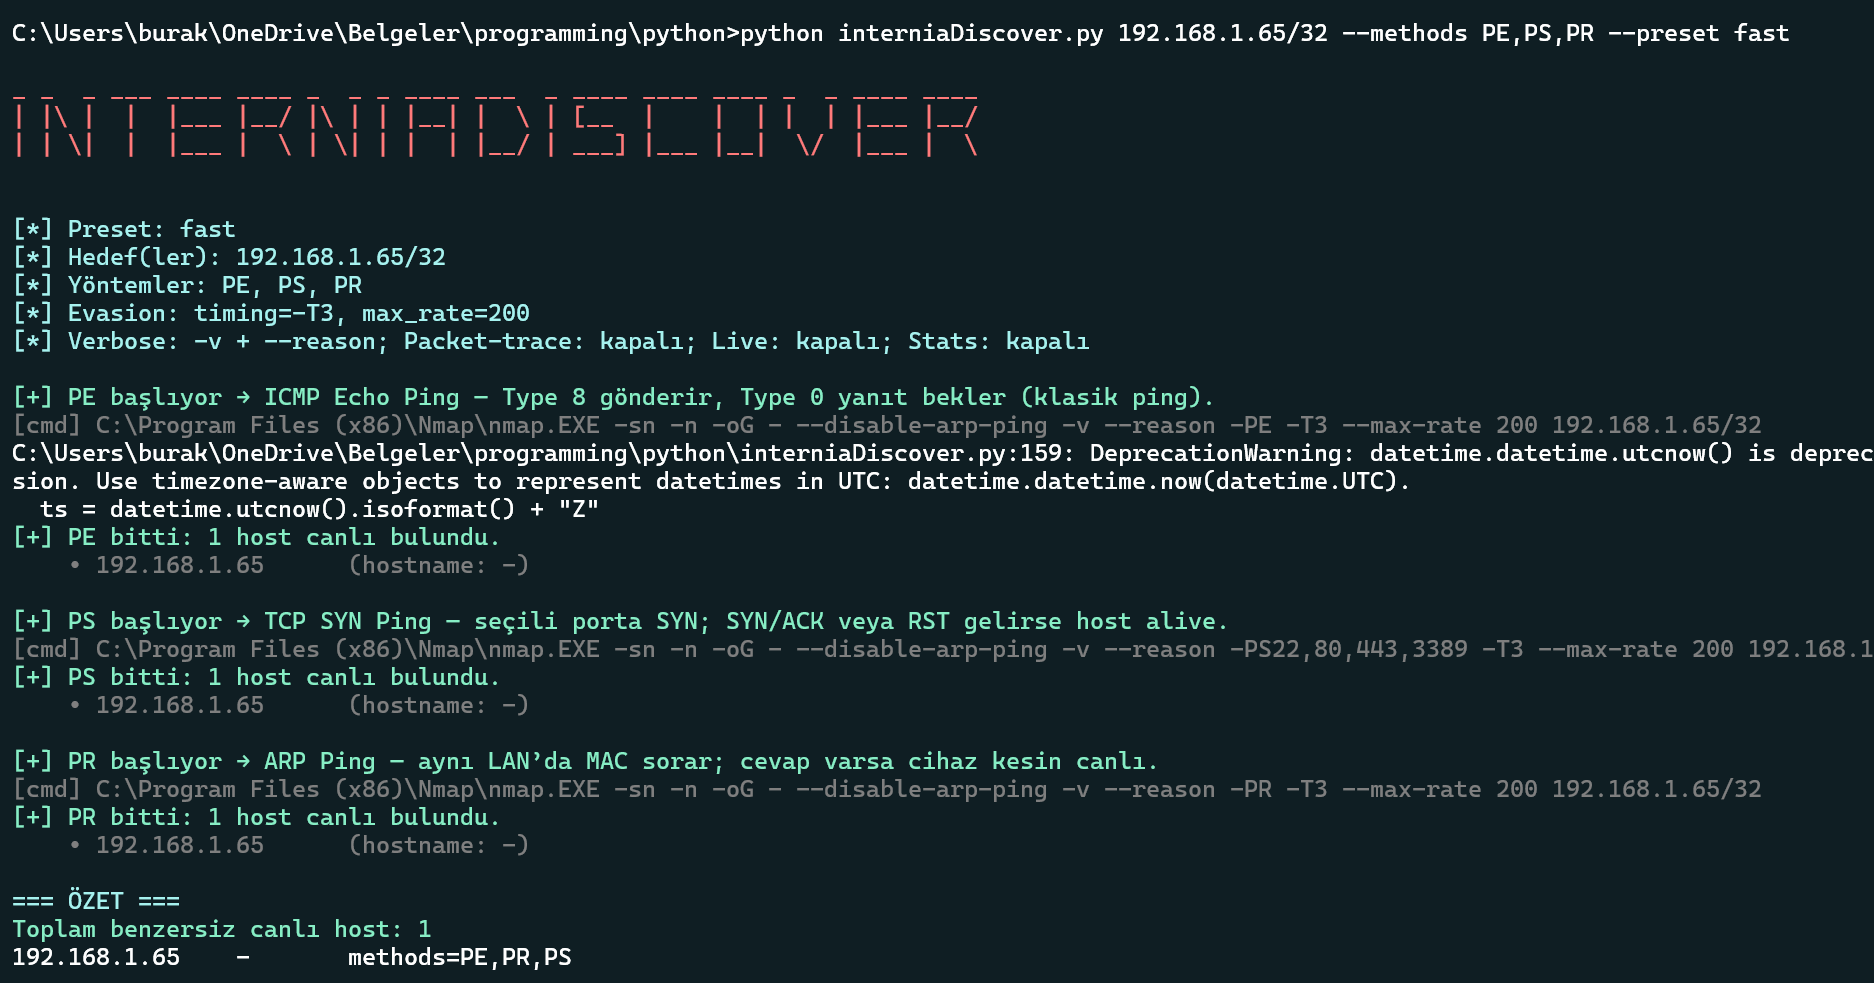 C:\Users\burak\OneDrive\Belgeler\programming\python>python interniaDiscover.py 192.168.1.65/32 --methods PE,PS,PR --preset fast
INTERNIADISCOVER
[*] Preset: fast
[*] Hedef(ler): 192.168.1.65/32
[*] Yöntemler: PE, PS, PR
[*] Evasion: timing=-T3, max_rate=200
[*] Verbose: -v + --reason; Packet-trace: kapalı; Live: kapalı; Stats: kapalı
[+] PE başlıyor → ICMP Echo Ping — Type 8 gönderir, Type 0 yanıt bekler (klasik ping).
[cmd] C:\Program Files (x86)\Nmap\nmap.EXE -sn -n -oG - --disable-arp-ping -v --reason -PE -T3 --max-rate 200 192.168.1.65/32
C:\Users\burak\OneDrive\Belgeler\programming\python\interniaDiscover.py:159: DeprecationWarning: datetime.datetime.utcnow() is deprec
sion. Use timezone-aware objects to represent datetimes in UTC: datetime.datetime.now(datetime.UTC).
ts = datetime.utcnow().isoformat() + "Z"
[+] PE bitti: 1 host canlı bulundu.
• 192.168.1.65 (hostname: -)
[+] PS başlıyor → TCP SYN Ping — seçili porta SYN; SYN/ACK veya RST gelirse host alive.
[cmd] C:\Program Files (x86)\Nmap\nmap.EXE -sn -n -oG - --disable-arp-ping -v --reason -PS22,80,443,3389 -T3 --max-rate 200 192.168.1
[+] PS bitti: 1 host canlı bulundu.
• 192.168.1.65 (hostname: -)
[+] PR başlıyor → ARP Ping — aynı LAN’da MAC sorar; cevap varsa cihaz kesin canlı.
[cmd] C:\Program Files (x86)\Nmap\nmap.EXE -sn -n -oG - --disable-arp-ping -v --reason -PR -T3 --max-rate 200 192.168.1.65/32
[+] PR bitti: 1 host canlı bulundu.
• 192.168.1.65 (hostname: -)
=== ÖZET ===
Toplam benzersiz canlı host: 1
192.168.1.65 - methods=PE,PR,PS